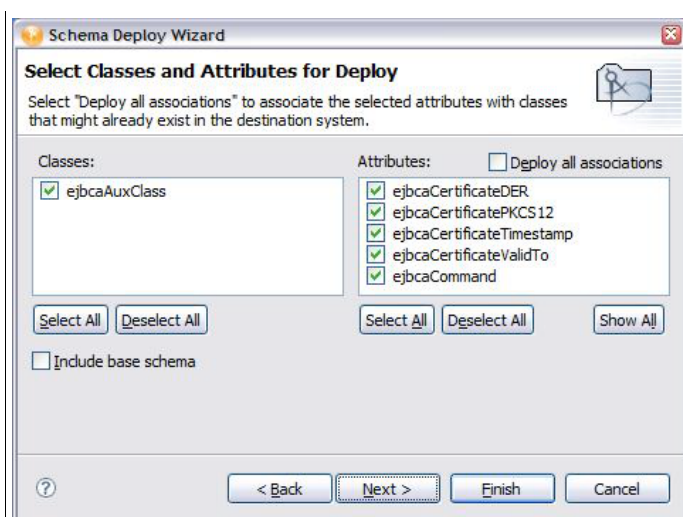 Schema Deploy Wizard
Select Classes and Attributes for Deploy
Select "Deploy all associations" to associate the selected attributes with classes
that might already exist in the destination system.
Classes:
ejbcaAuxClass
Select All
Deselect All
Include base schema
Attributes:
Deploy all associations
ejbcaCertificateDER
ejbcaCertificatePKCS12
ejbcaCertificateTimestamp
ejbcaCertificateValidTo
ejbcaCommand
Select All
Deselect All
Show All
?
< Back
Next >
Finish
Cancel